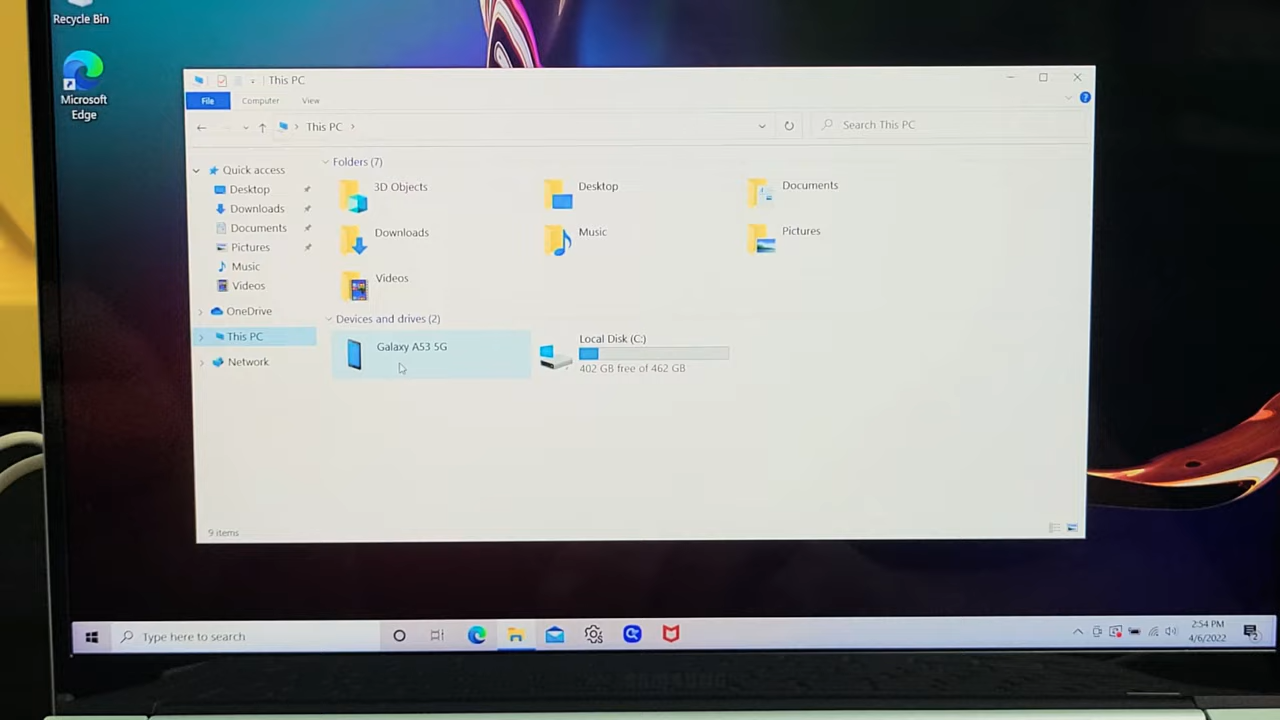 Recycle Bin
Microsoft
Edge
This PC
File Computer View
This PC
Search This PC
Quick access
Desktop
Downloads
Documents
Pictures
Music
Videos
OneDrive
This PC
Network
Folders (7)
3D Objects
Desktop
Documents
Downloads
Music
Pictures
Videos
Devices and drives (2)
Galaxy A53 5G
Local Disk (C:)
402 GB free of 462 GB
9 items
Type here to search
2:54 PM
4/6/2022
2
SAMSUNG